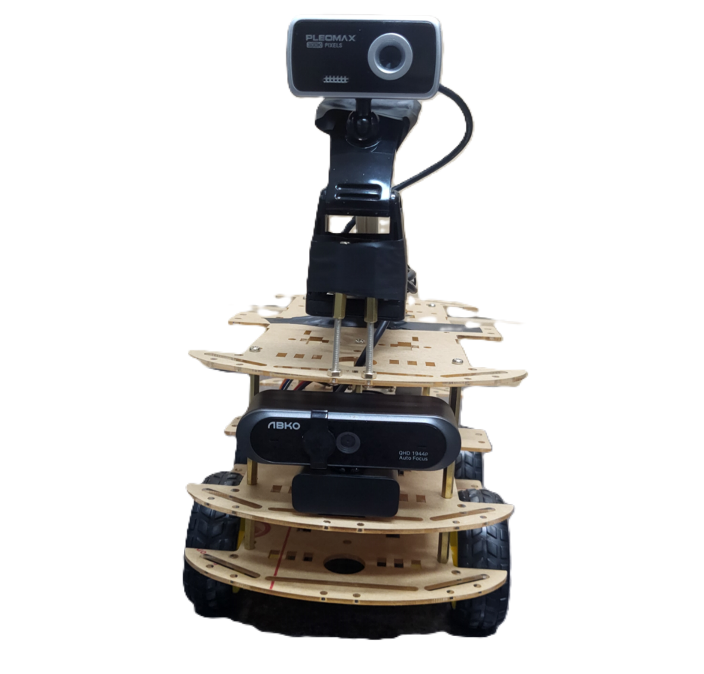 PLEOMAX
PIXELS
ABKO
QHD 1944P
Auto Focus